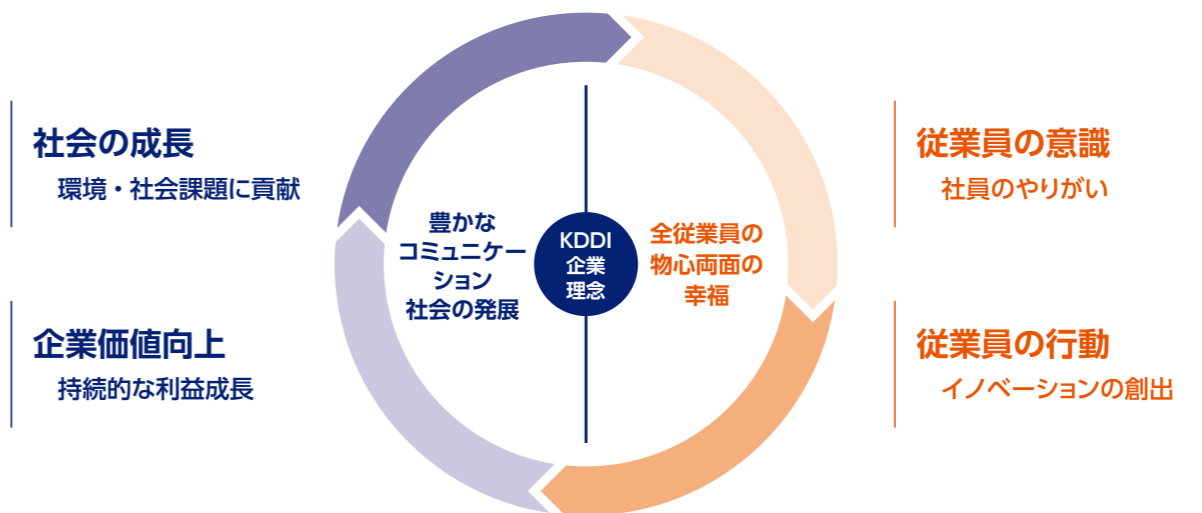 社会の成長
環境・社会課題に貢献
企業価値向上
持続的な利益成長
豊かな
コミュニケー
ション
社会の発展
KDDI
企業
理念
全従業員の
物心両面の
幸福
従業員の意識
社員のやりがい
従業員の行動
イノベーションの創出